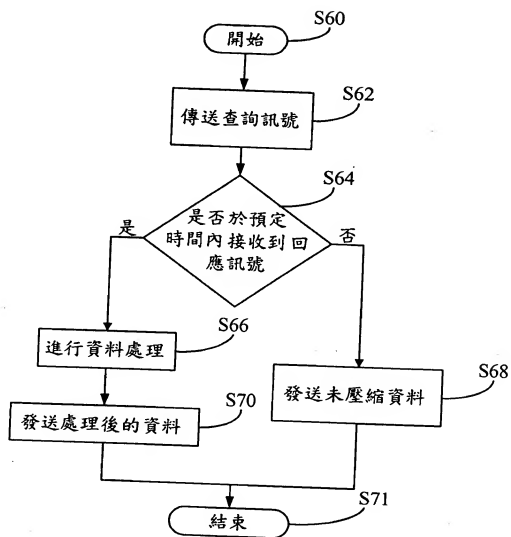 S60
開始
S62
傳送查詢訊號
S64
是否於預定
時間內接收到回
應訊號
是
否
S66
進行資料處理
S68
發送未壓縮資料
S70
發送處理後的資料
S71
結束